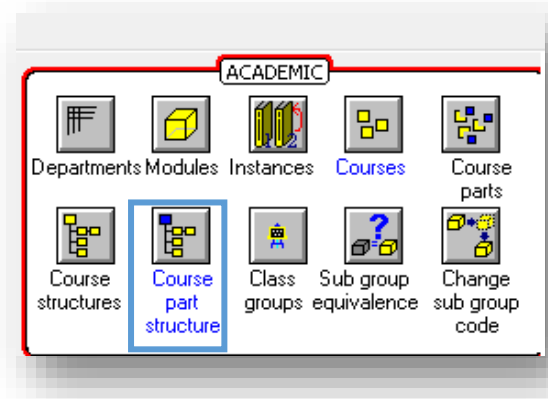 ACADEMIC
Departments Modules Instances Courses Course parts
Course structures Course part structure Class groups Sub group equivalence Change sub group code